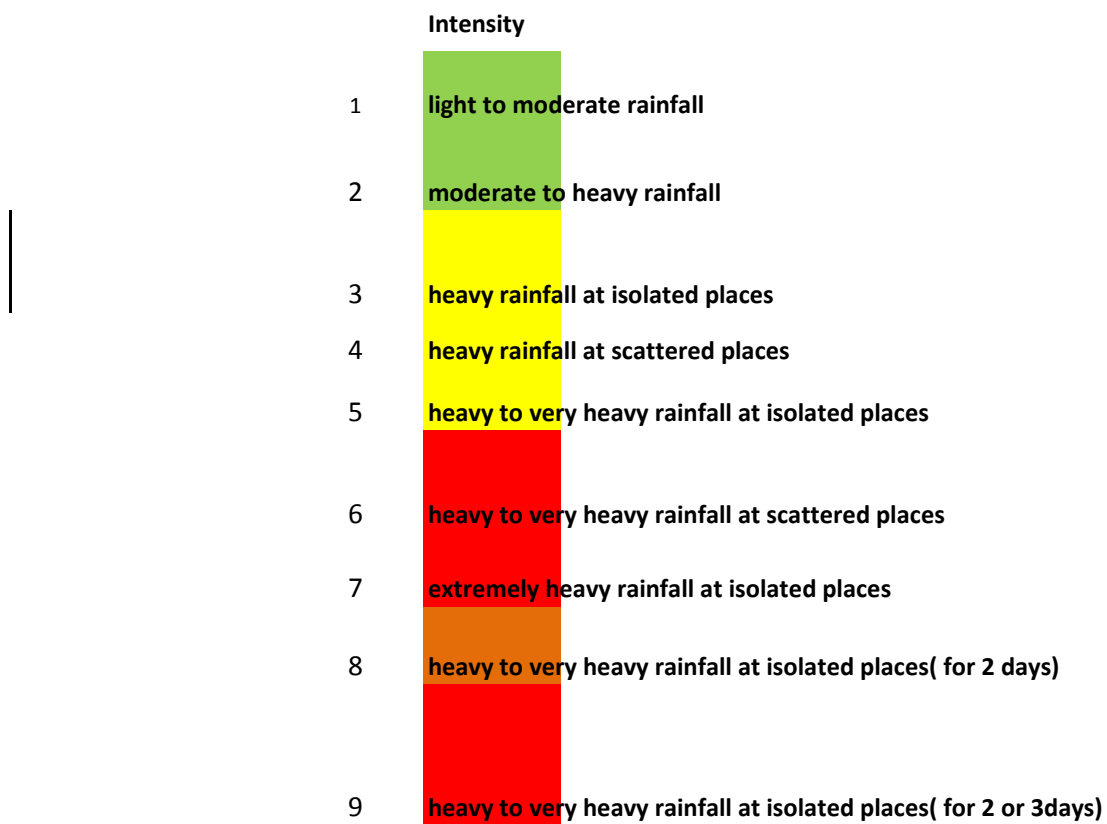 Intensity
1 light to moderate rainfall
2 moderate to heavy rainfall
3 heavy rainfall at isolated places
4 heavy rainfall at scattered places
5 heavy to very heavy rainfall at isolated places
6 heavy to very heavy rainfall at scattered places
7 extremely heavy rainfall at isolated places
8 heavy to very heavy rainfall at isolated places( for 2 days)
9 heavy to very heavy rainfall at isolated places( for 2 or 3days)